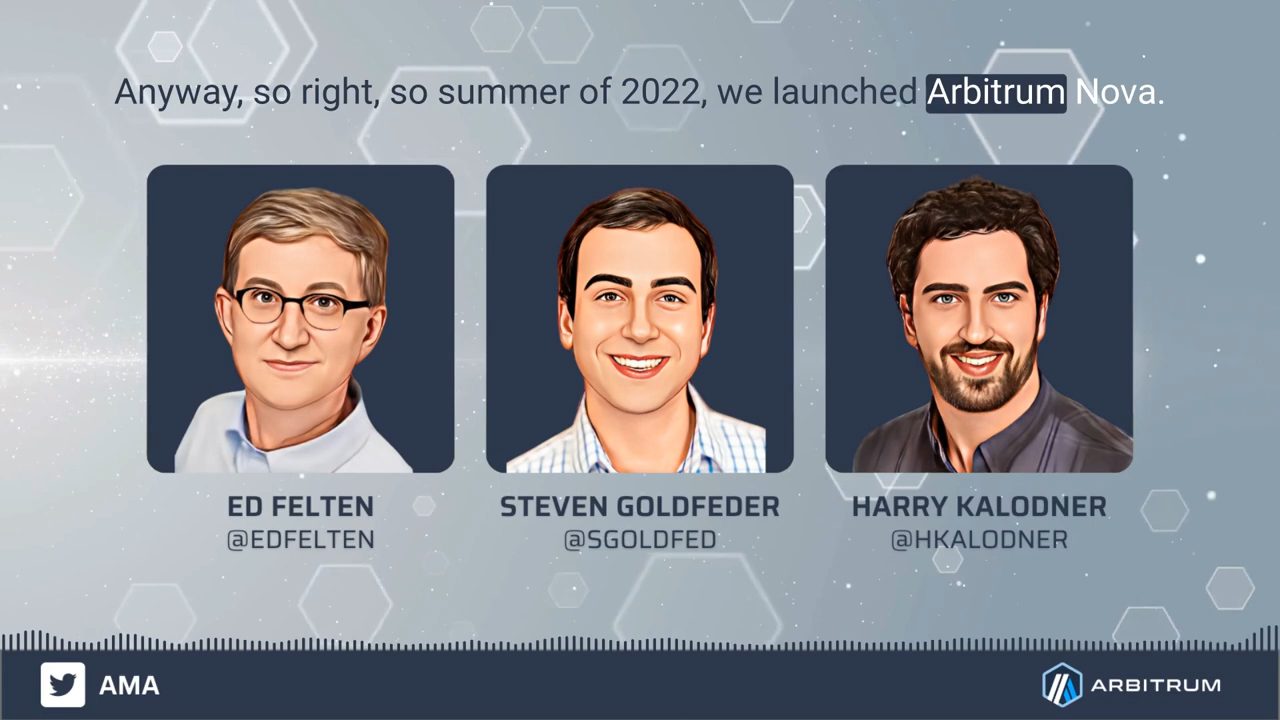 Anyway, so right, so summer of 2022, we launched Arbitrum Nova.
ED FELTEN
@EDFELTEN
STEVEN GOLDFEDER
@SGOLDFED
HARRY KALODNER
@HKALODNER
AMA
ARBITRUM